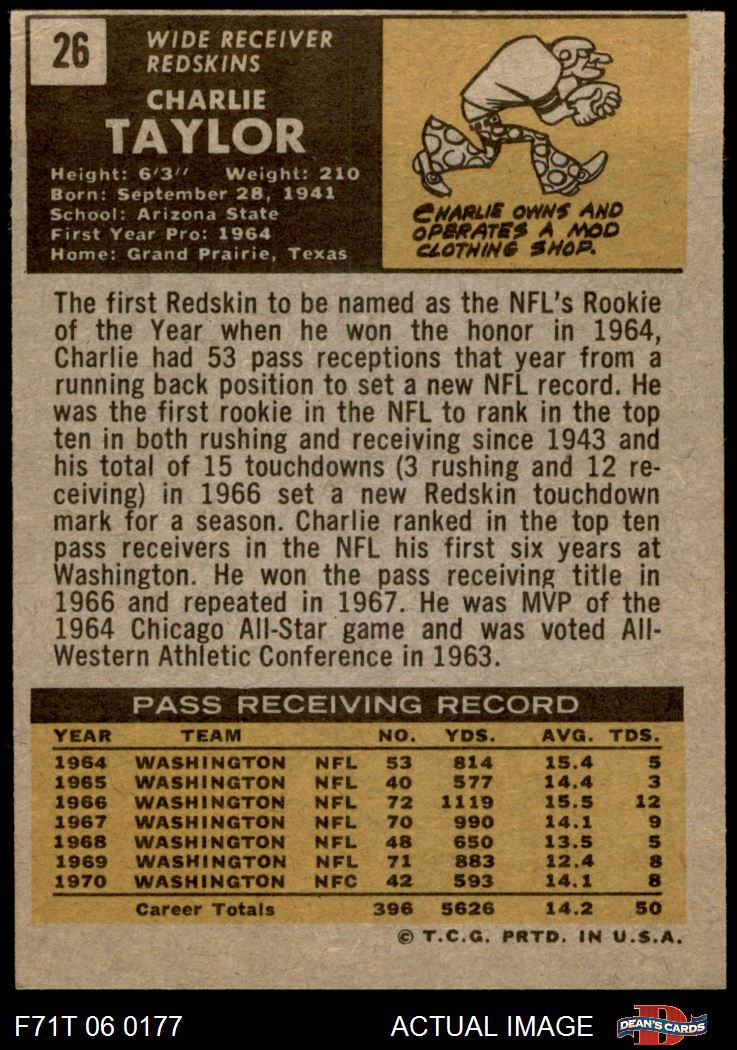 26
WIDE RECEIVER
REDSKINS
CHARLIE
TAYLOR
Height: 6'3" Weight: 210
Born: September 28, 1941
School: Arizona State
First Year Pro: 1964
Home: Grand Prairie, Texas
CHARLIE OWNS AND
OPERATES A MOD
CLOTHING SHOP.
The first Redskin to be named as the NFL's Rookie
of the Year when he won the honor in 1964,
Charlie had 53 pass receptions that year from a
running back position to set a new NFL record. He
was the first rookie in the NFL to rank in the top
ten in both rushing and receiving since 1943 and
his total of 15 touchdowns (3 rushing and 12 re-
ceiving) in 1966 set a new Redskin touchdown
mark for a season. Charlie ranked in the top ten
pass receivers in the NFL his first six years at
Washington. He won the pass receiving title in
1966 and repeated in 1967. He was MVP of the
1964 Chicago All-Star game and was voted All-
Western Athletic Conference in 1963.
PASS RECEIVING RECORD
YEAR TEAM NO. YDS. AVG. TDS.
1964 WASHINGTON NFL 53 814 15.4 5
1965 WASHINGTON NFL 40 577 14.4 3
1966 WASHINGTON NFL 72 1119 15.5 12
1967 WASHINGTON NFL 70 990 14.1 9
1968 WASHINGTON NFL 48 650 13.5 5
1969 WASHINGTON NFL 71 883 12.4 8
1970 WASHINGTON NFC 42 593 14.1 8
Career Totals 396 5626 14.2 50
© T.C.G. PRTD. IN U.S.A.
F71T 06 0177 ACTUAL IMAGE
D
DEAN'S CARDS